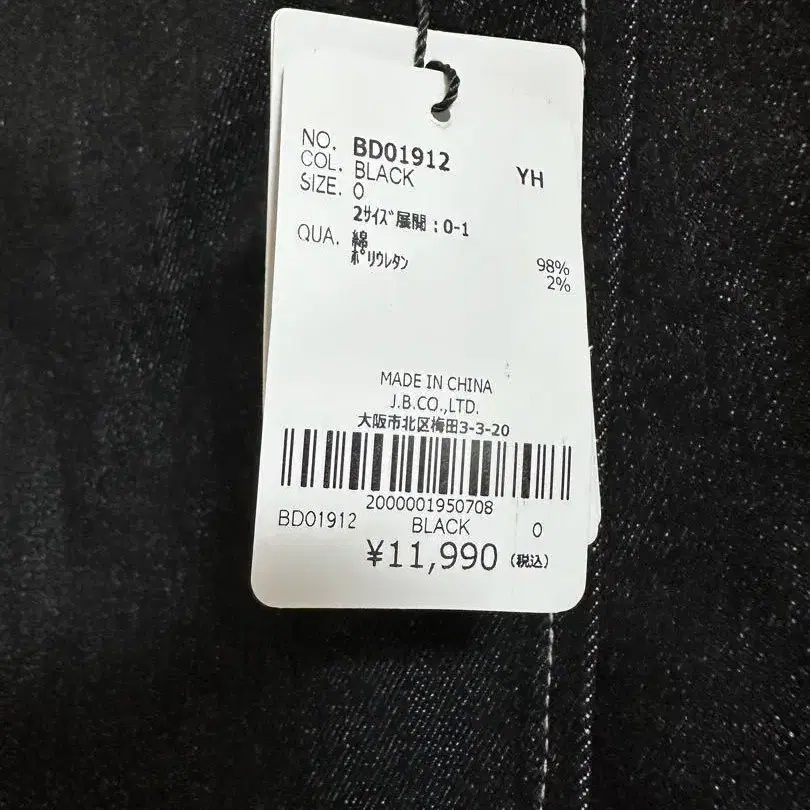 NO. BD01912
COL. BLACK YH
SIZE. 0
2ｻｲｽﾞ展開：0-1
QUA. 綿 98%
ﾎﾟﾘｳﾚﾀﾝ 2%
MADE IN CHINA
J.B.CO.,LTD.
大阪市北区梅田3-3-20
2000001950708
BD01912 BLACK 0
¥11,990 (税込)